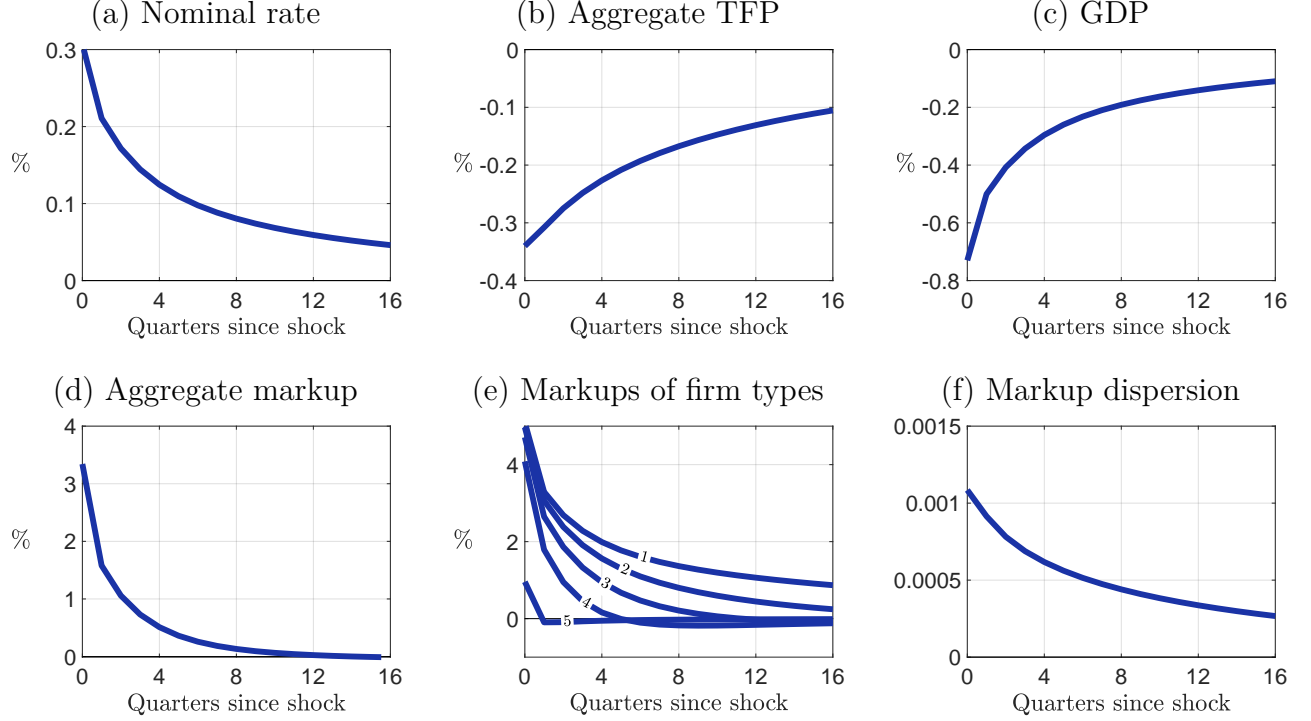 (a) Nominal rate
0.3
0.2
0.1
0
%
0 4 8 12 16
Quarters since shock
(b) Aggregate TFP
0
-0.1
-0.2
-0.3
-0.4
%
0 4 8 12 16
Quarters since shock
(c) GDP
0
-0.2
-0.4
-0.6
-0.8
%
0 4 8 12 16
Quarters since shock
(d) Aggregate markup
4
3
2
1
0
%
0 4 8 12 16
Quarters since shock
(e) Markups of firm types
4
2
0
%
1
2
3
4
5
0 4 8 12 16
Quarters since shock
(f) Markup dispersion
0.0015
0.001
0.0005
0
0 4 8 12 16
Quarters since shock